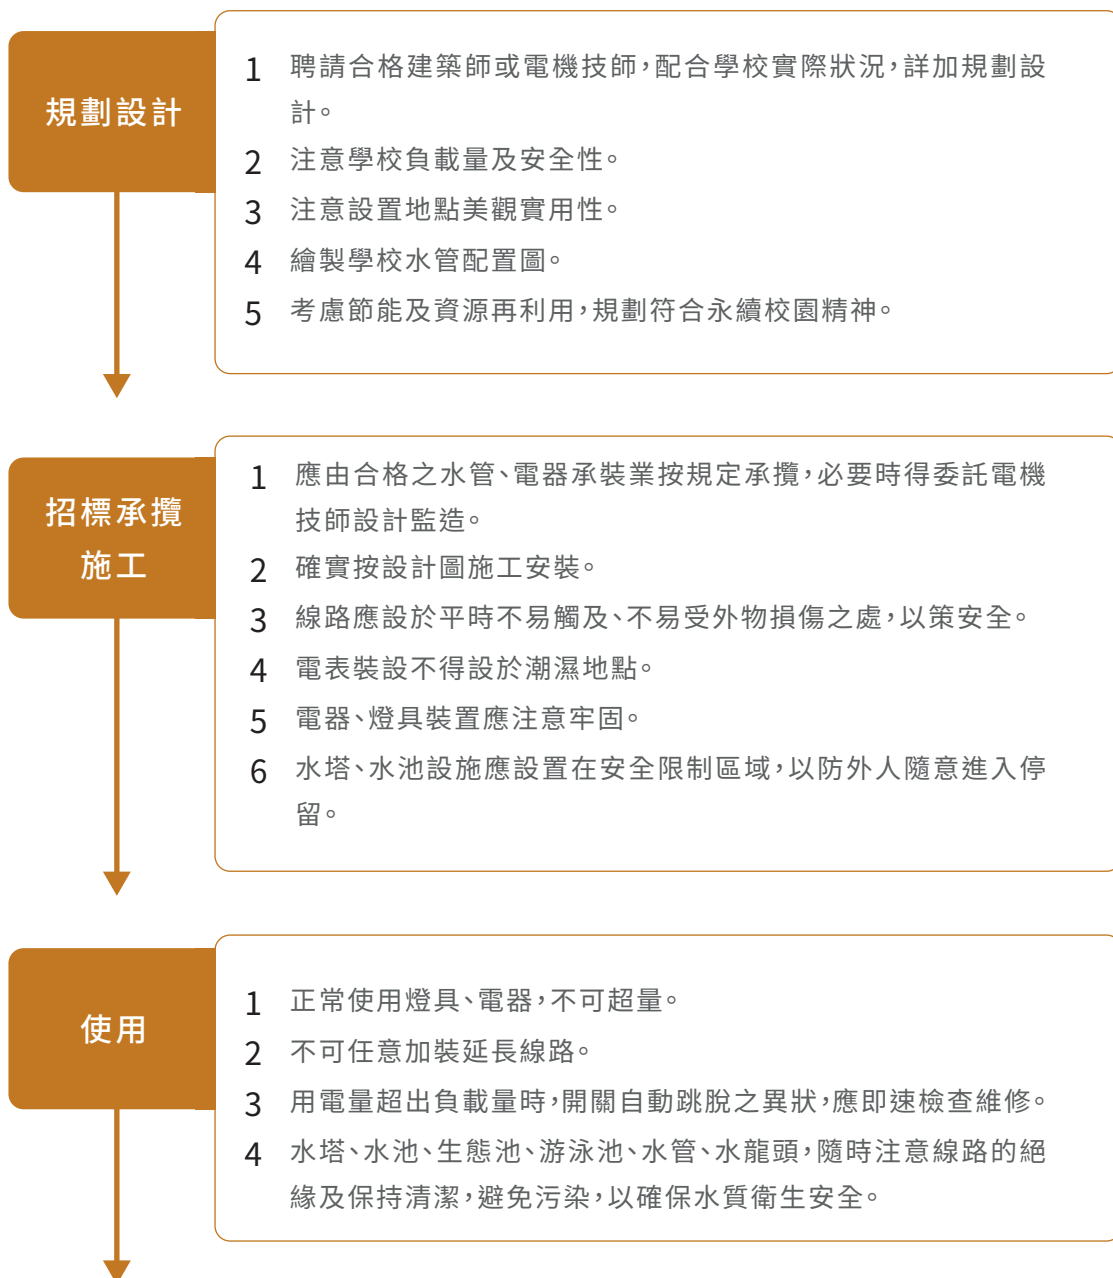 規劃設計
1 聘請合格建築師或電機技師，配合學校實際狀況，詳加規劃設
計。
2 注意學校負載量及安全性。
3 注意設置地點美觀實用性。
4 繪製學校水管配置圖。
5 考慮節能及資源再利用，規劃符合永續校園精神。
招標承攬
施工
1 應由合格之水管、電器承裝業按規定承攬，必要時得委託電機
技師設計監造。
2 確實按設計圖施工安裝。
3 線路應設於平時不易觸及、不易受外物損傷之處，以策安全。
4 電表裝設不得設於潮濕地點。
5 電器、燈具裝置應注意牢固。
6 水塔、水池設施應設置在安全限制區域，以防外人隨意進入停
留。
使用
1 正常使用燈具、電器，不可超量。
2 不可任意加裝延長線路。
3 用電量超出負載量時，開關自動跳脫之異狀，應即速檢查維修。
4 水塔、水池、生態池、游泳池、水管、水龍頭，隨時注意線路的絕
緣及保持清潔，避免污染，以確保水質衛生安全。